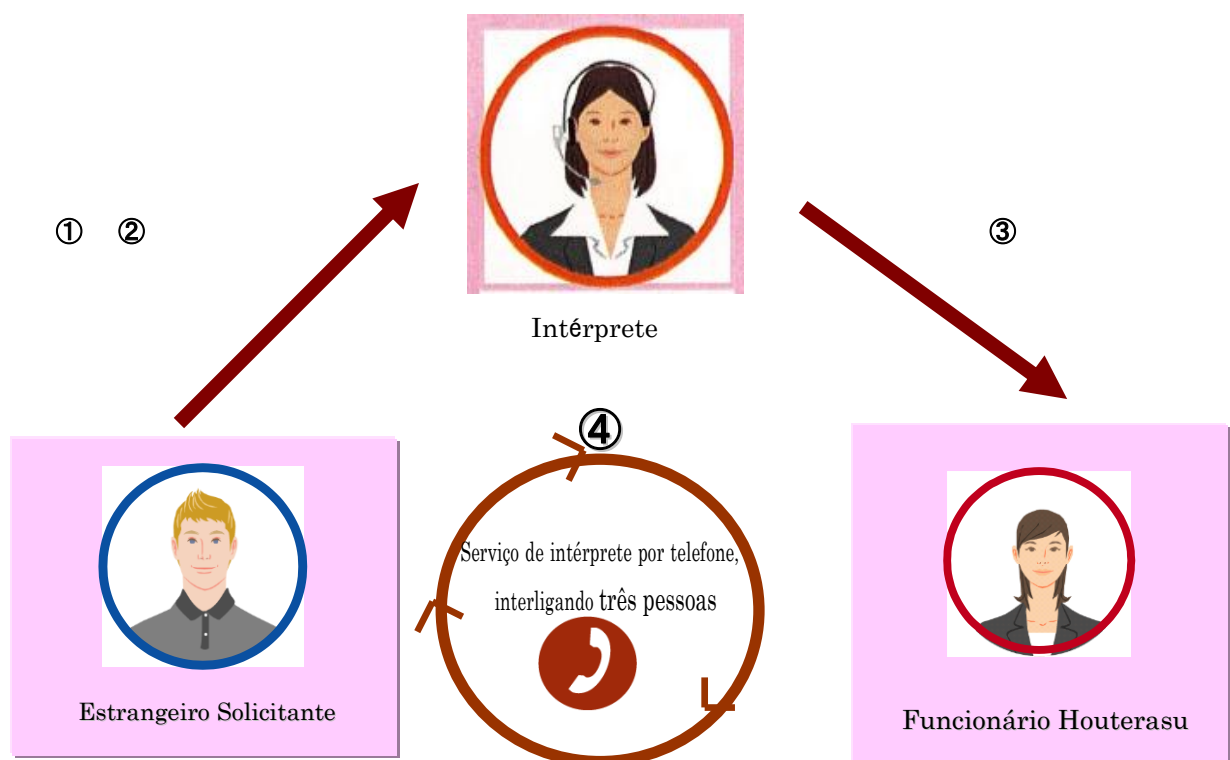 ① ②
③
Intérprete
④
Serviço de intérprete por telefone,
interligando três pessoas
Estrangeiro Solicitante
Funcionário Houterasu